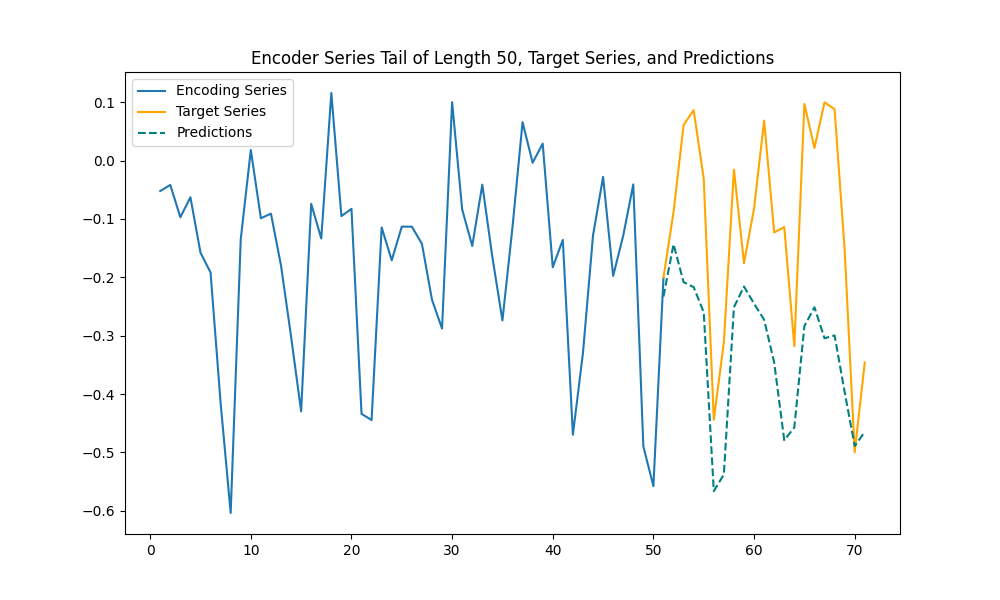 Encoder Series Tail of Length 50, Target Series, and Predictions
Encoding Series
Target Series
Predictions
0.1
0.0
−0.1
−0.2
−0.3
−0.4
−0.5
−0.6
0 10 20 30 40 50 60 70